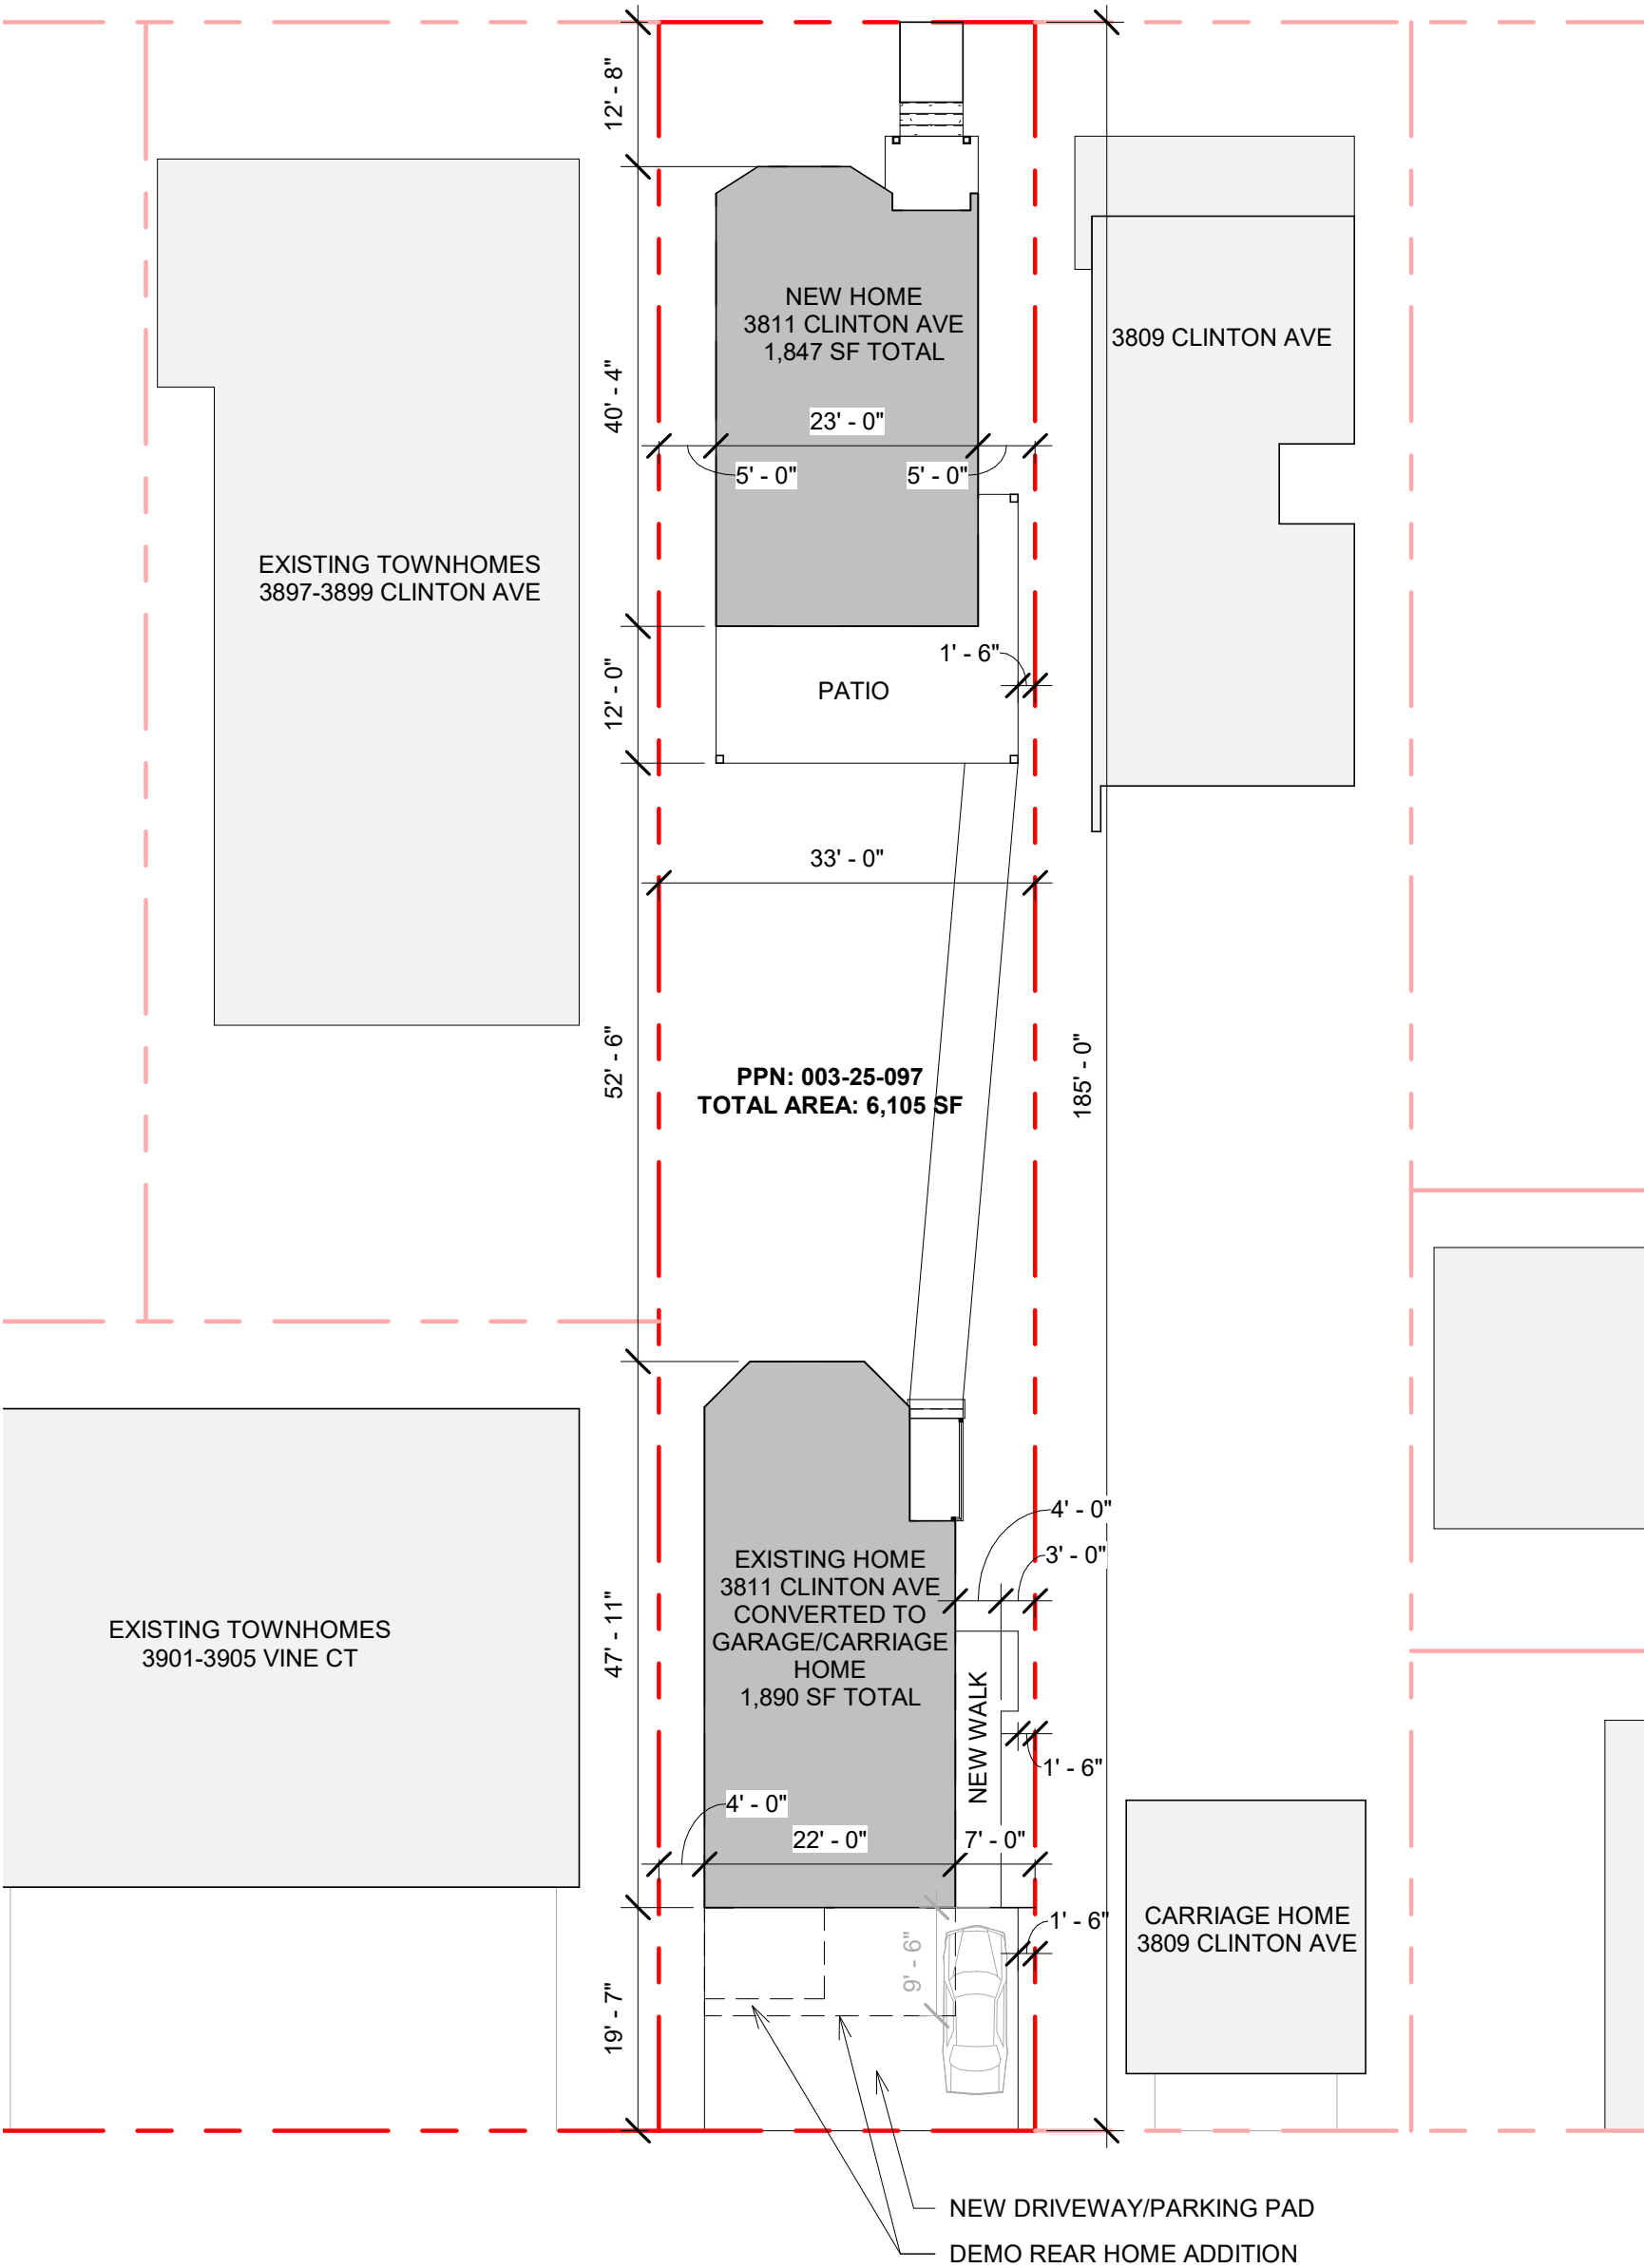 12' - 8"
NEW HOME
3811 CLINTON AVE
1,847 SF TOTAL
3809 CLINTON AVE
40' - 4"
23' - 0"
5' - 0"
5' - 0"
EXISTING TOWNHOMES
3897-3899 CLINTON AVE
1' - 6"
PATIO
12' - 0"
33' - 0"
52' - 6"
185' - 0"
PPN: 003-25-097
TOTAL AREA: 6,105 SF
4' - 0"
3' - 0"
EXISTING HOME
3811 CLINTON AVE
CONVERTED TO
GARAGE/CARRIAGE
HOME
1,890 SF TOTAL
47' - 11"
EXISTING TOWNHOMES
3901-3905 VINE CT
NEW WALK
1' - 6"
4' - 0"
22' - 0"
7' - 0"
1' - 6"
CARRIAGE HOME
3809 CLINTON AVE
9' - 6"
19' - 7"
NEW DRIVEWAY/PARKING PAD
DEMO REAR HOME ADDITION